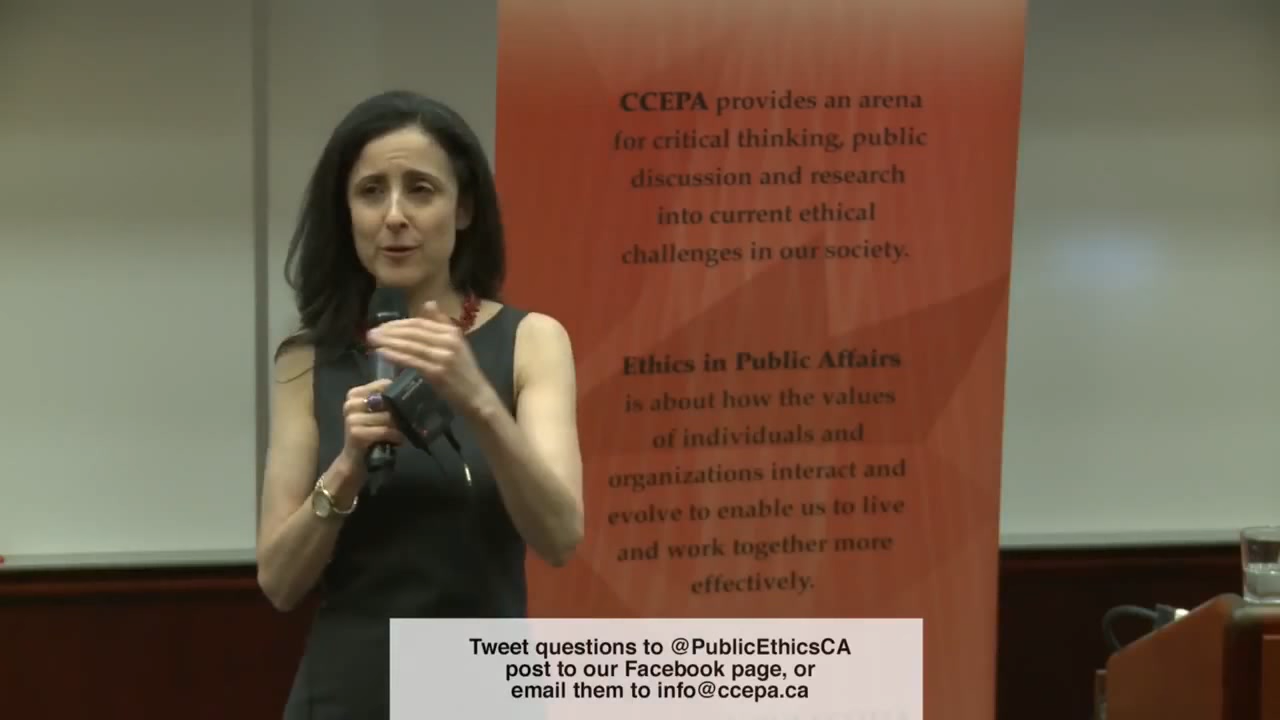 CCEPA provides an arena
for critical thinking, public
discussion and research
into current ethical
challenges in our society.
Ethics in Public Affairs
is about how the values
of individuals and
organizations interact and
evolve to enable us to live
and work together more
effectively.
Tweet questions to @PublicEthicsCA
post to our Facebook page, or
email them to info@ccepa.ca